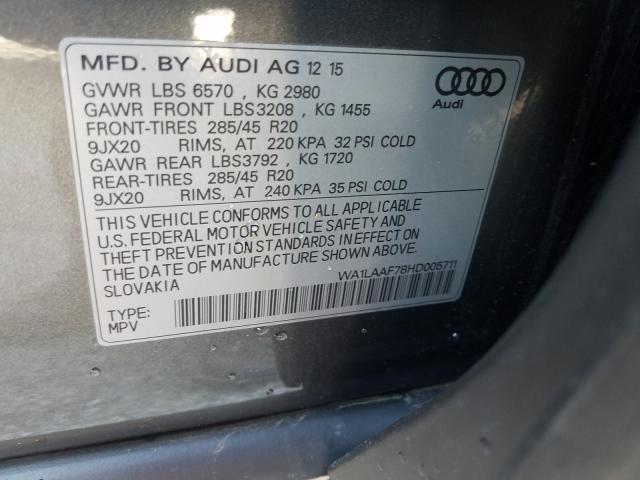 MFD. BY AUDI AG 12 15
GVWR LBS 6570 , KG 2980
GAWR FRONT LBS3208 , KG 1455
FRONT-TIRES 285/45 R20
9JX20 RIMS, AT 220 KPA 32 PSI COLD
GAWR REAR LBS3792 , KG 1720
REAR-TIRES 285/45 R20
9JX20 RIMS, AT 240 KPA 35 PSI COLD
Audi
THIS VEHICLE CONFORMS TO ALL APPLICABLE
U.S. FEDERAL MOTOR VEHICLE SAFETY AND
THEFT PREVENTION STANDARDS IN EFFECT ON
THE DATE OF MANUFACTURE SHOWN ABOVE.
SLOVAKIA
WA1LAAF78HD005711
TYPE:
MPV